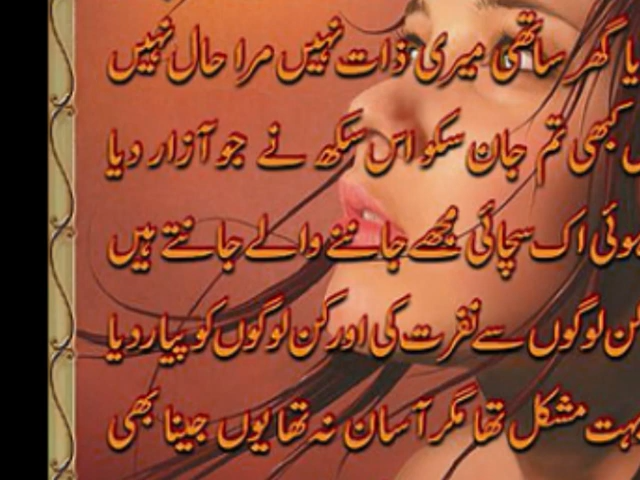 گھر ساتھی میری ذات نہیں مرا حال نہیں
کبھی تم جان سکو اس سکھ نے جو آزار دیا
ہوئی اک سچائی مجھے جاننے والے جانتے ہیں
کن لوگوں سے نفرت کی اور کن لوگوں کو پیار دیا
بہت مشکل تھا مگر آسان نہ تھا یوں جینا بھی